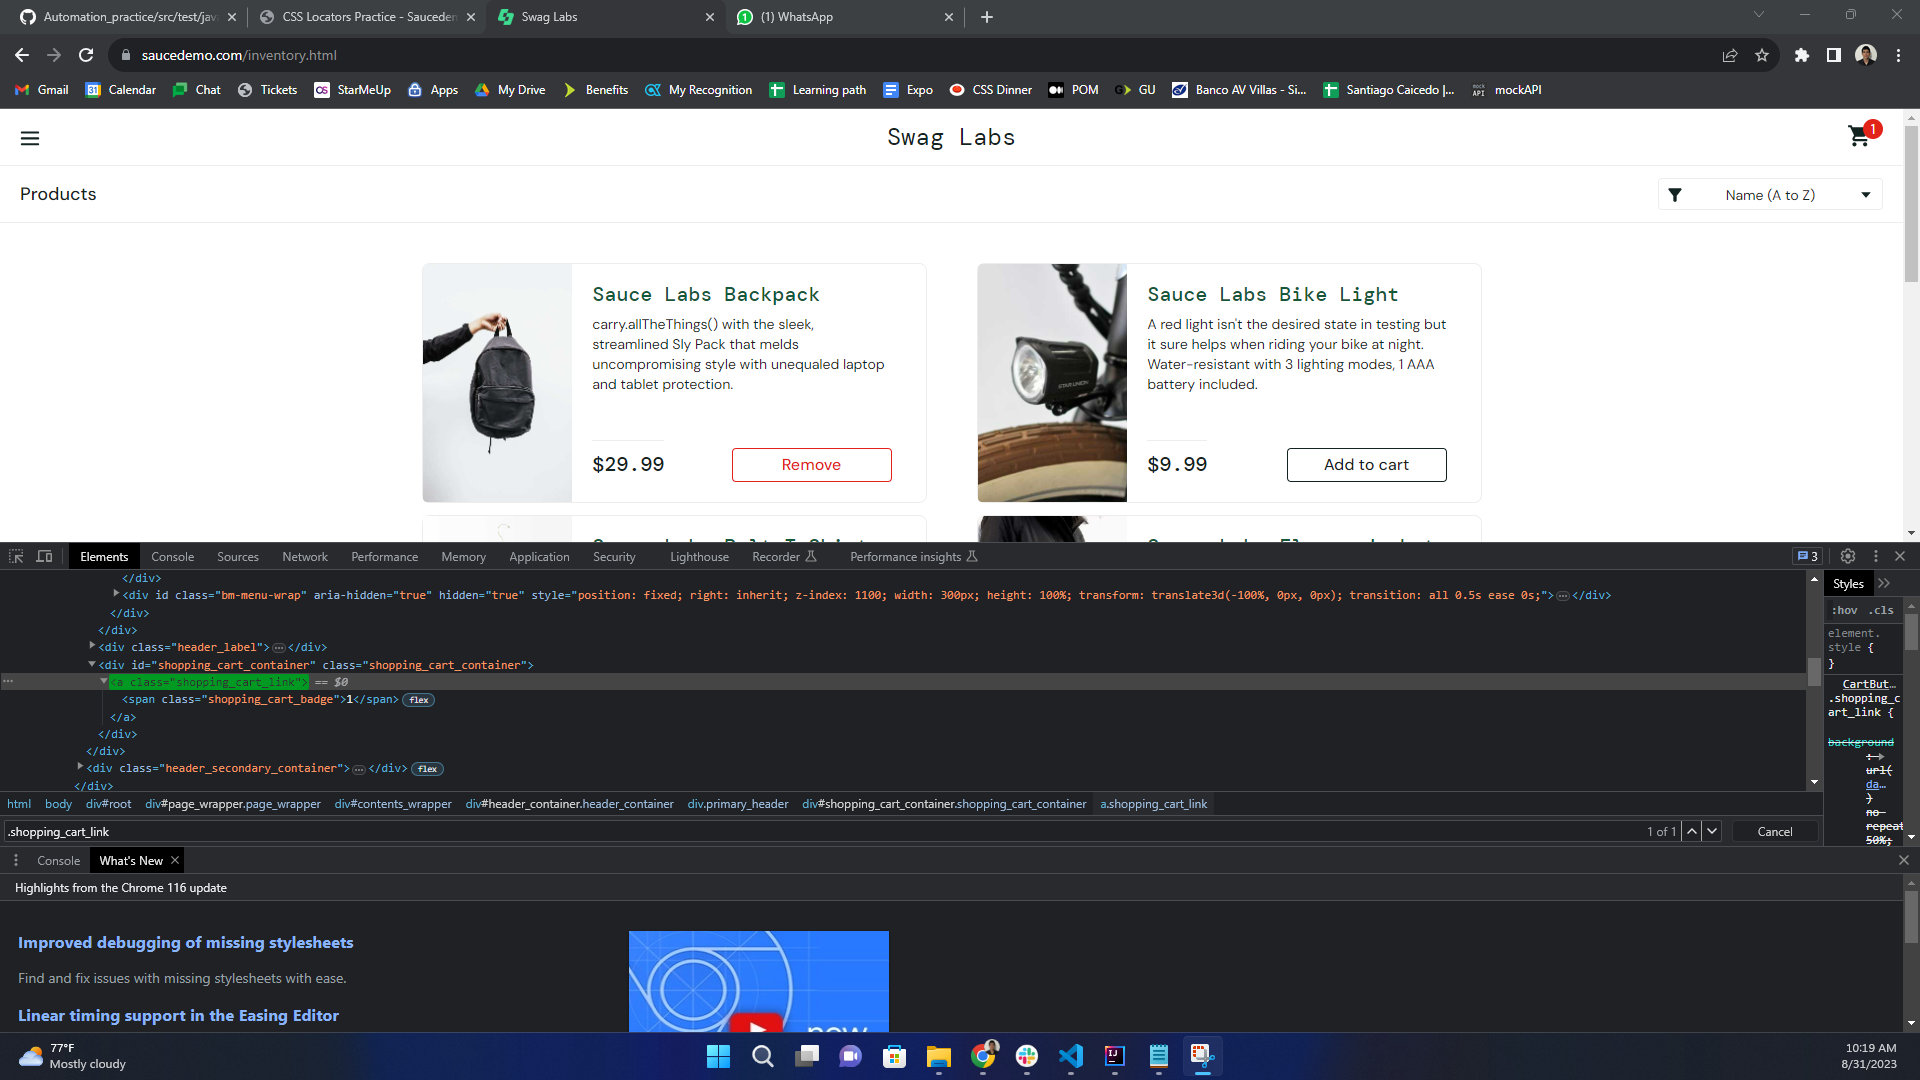 Automation_practice/src/test/java
CSS Locators Practice - Saucedem
Swag Labs
(1) WhatsApp
saucedemo.com/inventory.html
Gmail
Calendar
Chat
Tickets
StarMeUp
Apps
My Drive
Benefits
My Recognition
Learning path
Expo
CSS Dinner
POM
GU
Banco AV Villas - Si...
Santiago Caicedo |...
mockAPI
Swag Labs
1
Products
Name (A to Z)
Sauce Labs Backpack
carry.allTheThings() with the sleek,
streamlined Sly Pack that melds
uncompromising style with unequaled laptop
and tablet protection.
$29.99
Remove
Sauce Labs Bike Light
A red light isn't the desired state in testing but
it sure helps when riding your bike at night.
Water-resistant with 3 lighting modes, 1 AAA
battery included.
$9.99
Add to cart
Elements
Console
Sources
Network
Performance
Memory
Application
Security
Lighthouse
Recorder
Performance insights
3
</div>
<div id class="bm-menu-wrap" aria-hidden="true" hidden="true" style="position: fixed; right: inherit; z-index: 1100; width: 300px; height: 100%; transform: translate3d(-100%, 0px, 0px); transition: all 0.5s ease 0s;">…</div>
</div>
</div>
<div class="header_label">…</div>
<div id="shopping_cart_container" class="shopping_cart_container">
<a class="shopping_cart_link"> == $0
<span class="shopping_cart_badge">1</span> flex
</a>
</div>
</div>
<div class="header_secondary_container">…</div> flex
</div>
html
body
div#root
div#page_wrapper.page_wrapper
div#contents_wrapper
div#header_container.header_container
div.primary_header
div#shopping_cart_container.shopping_cart_container
a.shopping_cart_link
.shopping_cart_link
1 of 1
Cancel
Styles
:hov .cls
element.
style {
}
CartBut…
.shopping_c
art_link {
background
:
url(
da…
)
no-
repeat
50%;
Console
What's New
Highlights from the Chrome 116 update
Improved debugging of missing stylesheets
Find and fix issues with missing stylesheets with ease.
Linear timing support in the Easing Editor
new
77°F
Mostly cloudy
10:19 AM
8/31/2023